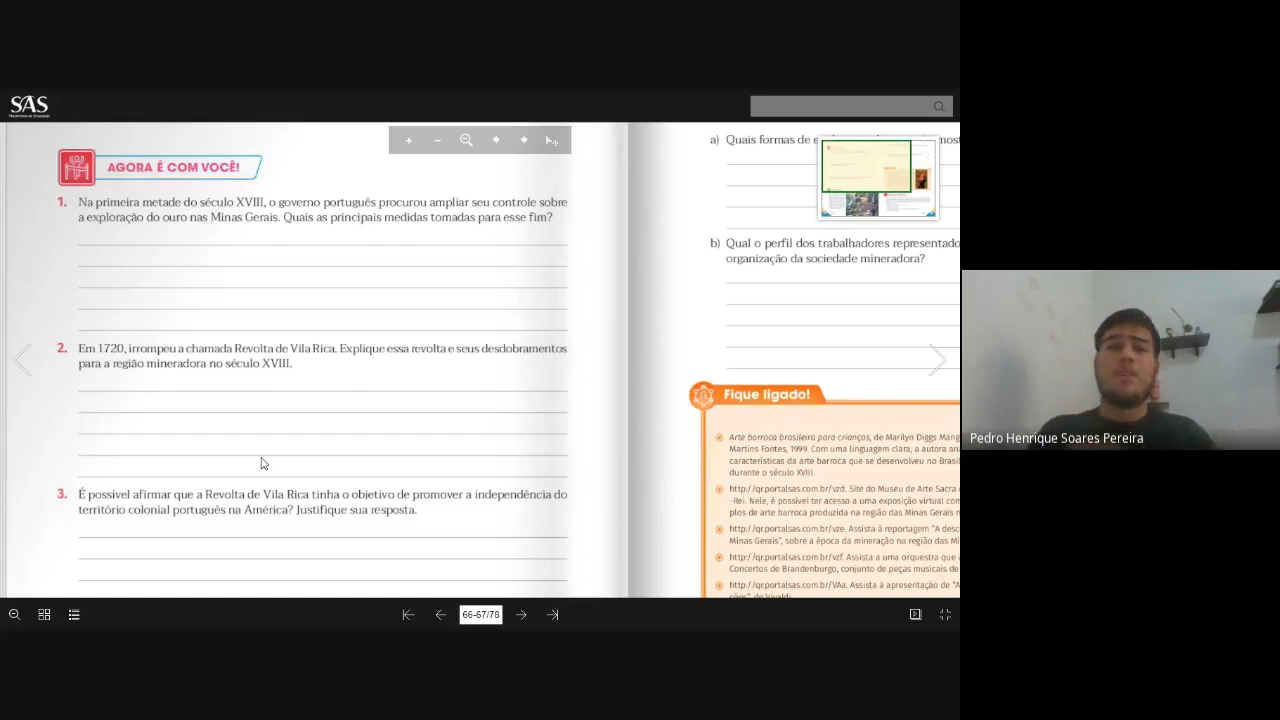 SAS
Plataforma de Educação
AGORA É COM VOCÊ!
1. Na primeira metade do século XVIII, o governo português procurou ampliar seu controle sobre
a exploração do ouro nas Minas Gerais. Quais as principais medidas tomadas para esse fim?
2. Em 1720, irrompeu a chamada Revolta de Vila Rica. Explique essa revolta e seus desdobramentos
para a região mineradora no século XVIII.
3. É possível afirmar que a Revolta de Vila Rica tinha o objetivo de promover a independência do
território colonial português na América? Justifique sua resposta.
a) Quais formas de
b) Qual o perfil dos trabalhadores representado
organização da sociedade mineradora?
Fique ligado!
Arte barroca brasileira para crianças, de Marilyn Diggs Mang
Martins Fontes, 1999. Com uma linguagem clara, a autora an
características da arte barroca que se desenvolveu no Brasi
durante o século XVIII.
http://qr.portalsas.com.br/vzd. Site do Museu de Arte Sacra
-Rei. Nele, é possível ter acesso a uma exposição virtual com
plos de arte barroca produzida na região das Minas Gerais n
http://qr.portalsas.com.br/vze. Assista à reportagem "A desc
Minas Gerais", sobre a época da mineração na região das Mi
http://qr.portalsas.com.br/vzf. Assista a uma orquestra que
Concertos de Brandenburgo, conjunto de peças musicais de
http://qr.portalsas.com.br/VAa. Assista à apresentação de "A
ções", de Vivaldi.
66-67/78
Pedro Henrique Soares Pereira